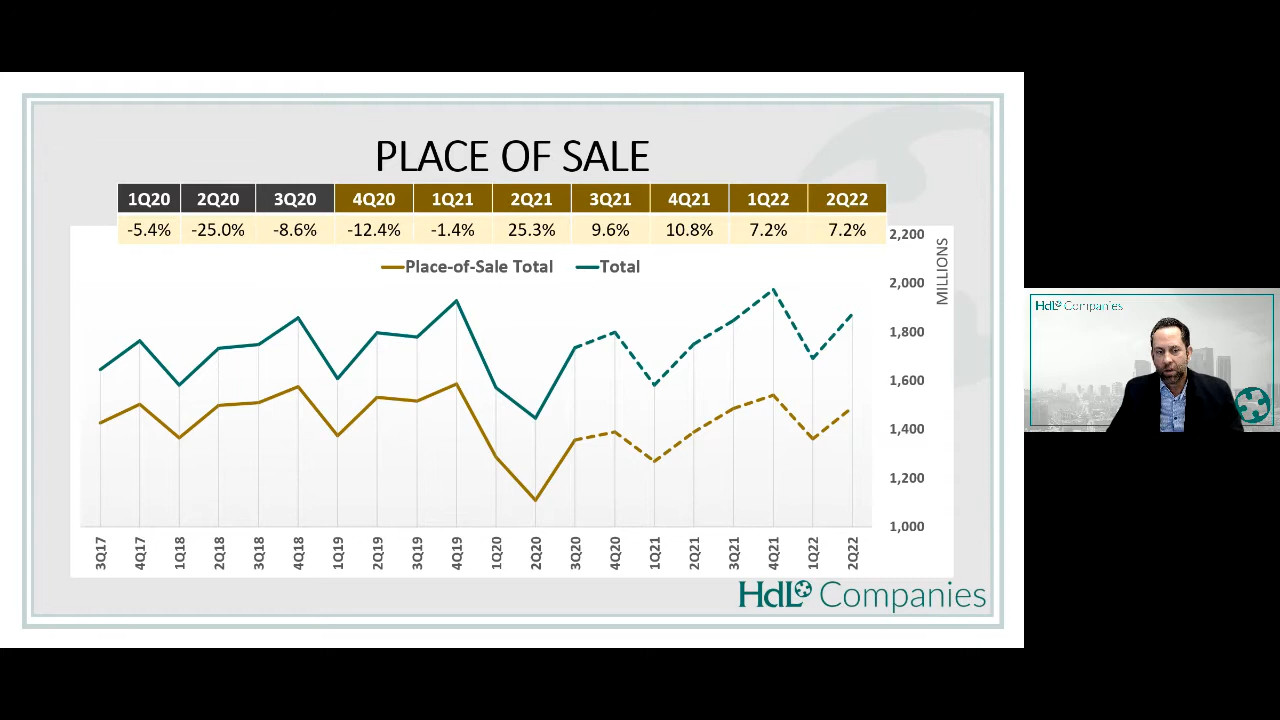 PLACE OF SALE
1Q20 2Q20 3Q20 4Q20 1Q21 2Q21 3Q21 4Q21 1Q22 2Q22
-5.4% -25.0% -8.6% -12.4% -1.4% 25.3% 9.6% 10.8% 7.2% 7.2%
Place-of-Sale Total Total
2,200
2,000
1,800
1,600
1,400
1,200
1,000
MILLIONS
3Q17 4Q17 1Q18 2Q18 3Q18 4Q18 1Q19 2Q19 3Q19 4Q19 1Q20 2Q20 3Q20 4Q20 1Q21 2Q21 3Q21 4Q21 1Q22 2Q22
HdL Companies
HdL Companies